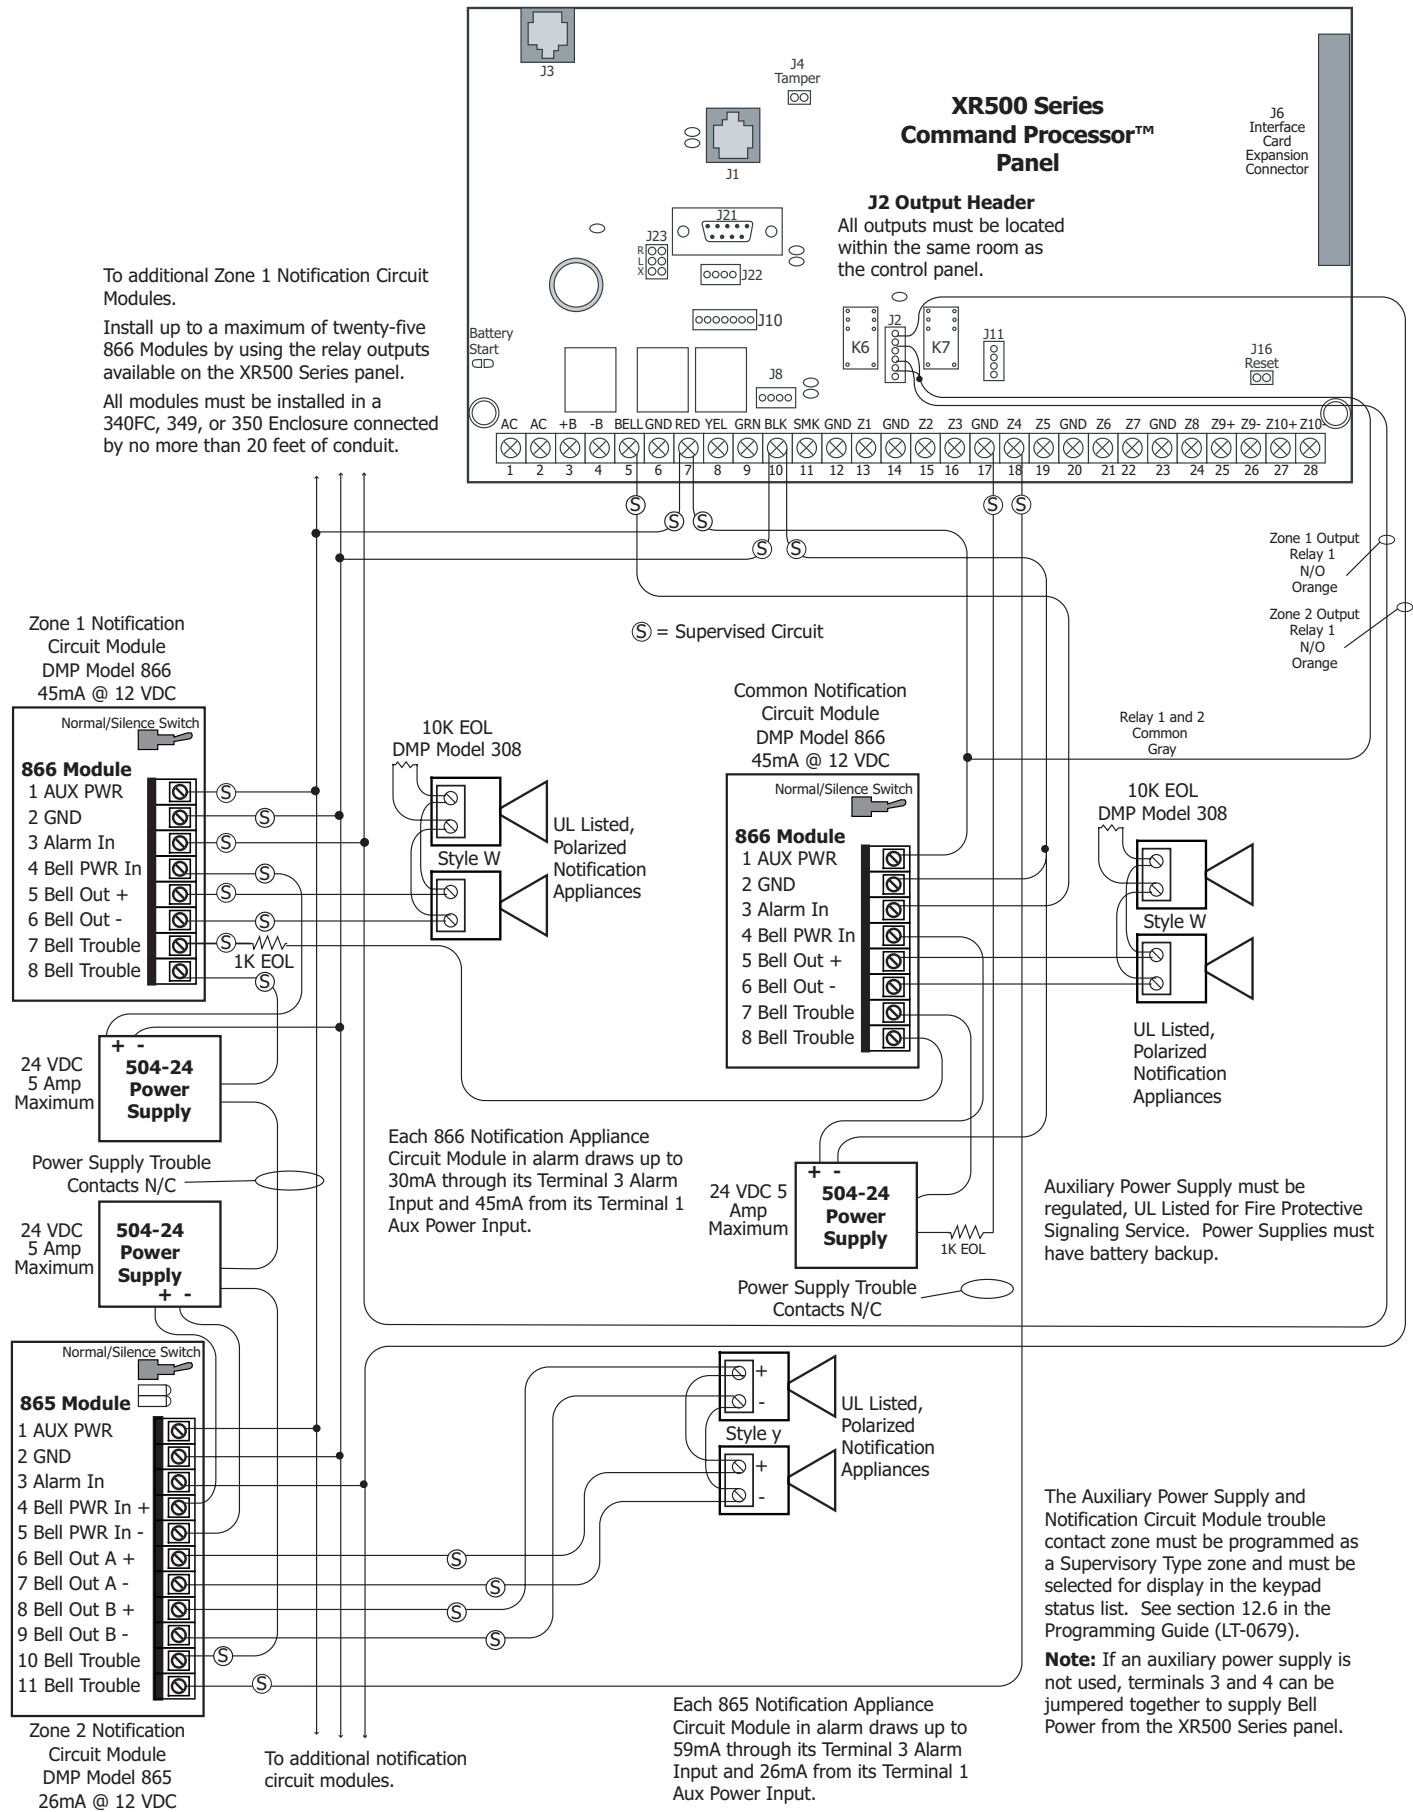 J3
J4
Tamper
XR500 Series
Command Processor™
Panel
J6
Interface
Card
Expansion
Connector
J1
J2 Output Header
All outputs must be located
within the same room as
the control panel.
J21
J23
R
L
X
J22
J10
To additional Zone 1 Notification Circuit
Modules.
Install up to a maximum of twenty-five
866 Modules by using the relay outputs
available on the XR500 Series panel.
All modules must be installed in a
340FC, 349, or 350 Enclosure connected
by no more than 20 feet of conduit.
Battery
Start
K6
J2
K7
J11
J16
Reset
J8
AC AC +B -B BELL GND RED YEL GRN BLK SMK GND Z1 GND Z2 Z3 GND Z4 Z5 GND Z6 Z7 GND Z8 Z9+ Z9- Z10+ Z10-
1 2 3 4 5 6 7 8 9 10 11 12 13 14 15 16 17 18 19 20 21 22 23 24 25 26 27 28
S S S S S
S S
Zone 1 Output
Relay 1
N/O
Orange
Zone 2 Output
Relay 1
N/O
Orange
S = Supervised Circuit
Zone 1 Notification
Circuit Module
DMP Model 866
45mA @ 12 VDC
Normal/Silence Switch
866 Module
1 AUX PWR S
2 GND S
3 Alarm In S
4 Bell PWR In S
5 Bell Out + S
6 Bell Out - S
7 Bell Trouble S
1K EOL
8 Bell Trouble S
10K EOL
DMP Model 308
Style W
UL Listed,
Polarized
Notification
Appliances
Common Notification
Circuit Module
DMP Model 866
45mA @ 12 VDC
Normal/Silence Switch
866 Module
1 AUX PWR
2 GND
3 Alarm In
4 Bell PWR In
5 Bell Out +
6 Bell Out -
7 Bell Trouble
8 Bell Trouble
Relay 1 and 2
Common
Gray
10K EOL
DMP Model 308
Style W
UL Listed,
Polarized
Notification
Appliances
+ -
504-24
Power
Supply
24 VDC
5 Amp
Maximum
Power Supply Trouble
Contacts N/C
24 VDC
5 Amp
Maximum
504-24
Power
Supply
+ -
Each 866 Notification Appliance
Circuit Module in alarm draws up to
30mA through its Terminal 3 Alarm
Input and 45mA from its Terminal 1
Aux Power Input.
24 VDC 5
Amp
Maximum
+ -
504-24
Power
Supply
1K EOL
Power Supply Trouble
Contacts N/C
Auxiliary Power Supply must be
regulated, UL Listed for Fire Protective
Signaling Service. Power Supplies must
have battery backup.
Normal/Silence Switch
865 Module
1 AUX PWR
2 GND
3 Alarm In
4 Bell PWR In +
5 Bell PWR In -
6 Bell Out A + S
7 Bell Out A - S
8 Bell Out B + S
9 Bell Out B - S
10 Bell Trouble S
11 Bell Trouble S
Zone 2 Notification
Circuit Module
DMP Model 865
26mA @ 12 VDC
+
-
Style y
+
-
UL Listed,
Polarized
Notification
Appliances
To additional notification
circuit modules.
Each 865 Notification Appliance
Circuit Module in alarm draws up to
59mA through its Terminal 3 Alarm
Input and 26mA from its Terminal 1
Aux Power Input.
The Auxiliary Power Supply and
Notification Circuit Module trouble
contact zone must be programmed as
a Supervisory Type zone and must be
selected for display in the keypad
status list. See section 12.6 in the
Programming Guide (LT-0679).
Note: If an auxiliary power supply is
not used, terminals 3 and 4 can be
jumpered together to supply Bell
Power from the XR500 Series panel.